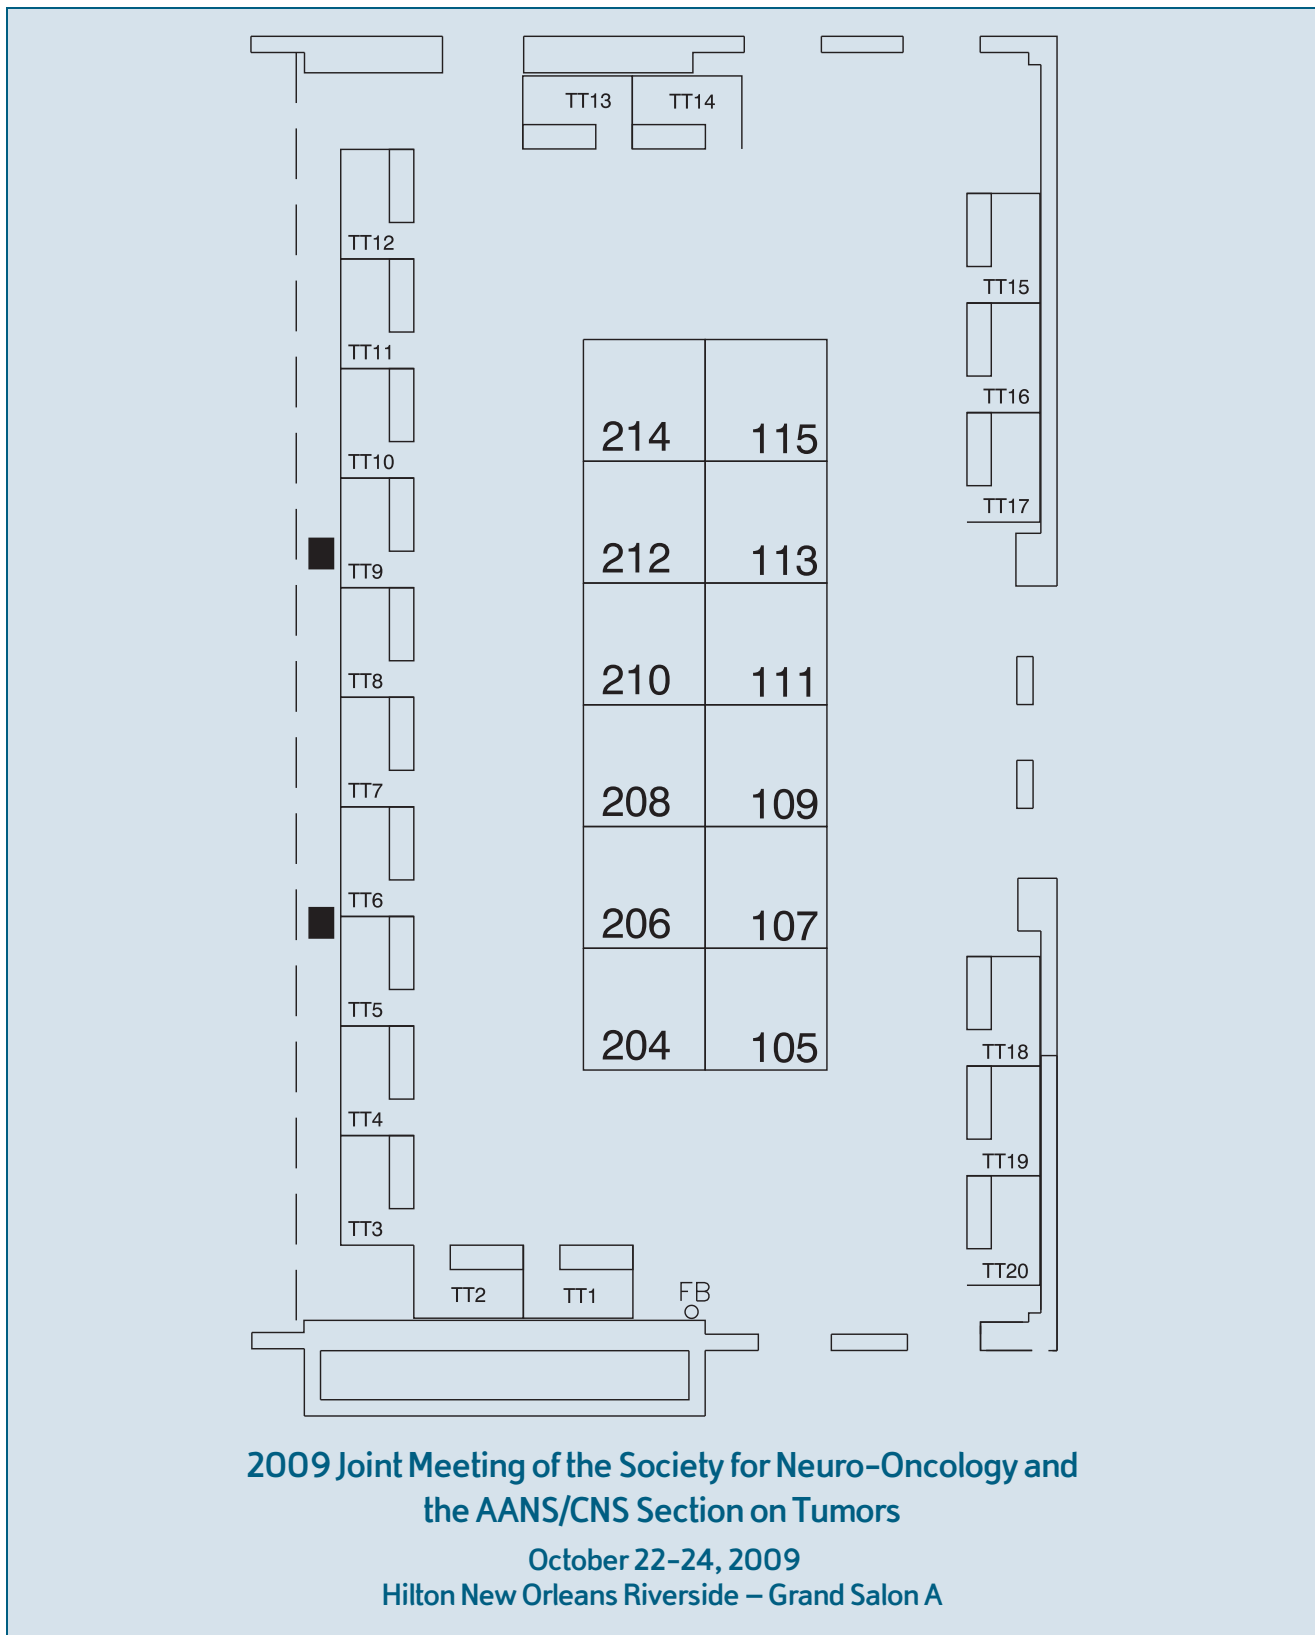 TT13 TT14
TT12
TT15
TT11
TT16
214 115
TT10
TT17
212 113
TT9
210 111
TT8
TT7
208 109
TT6
206 107
TT5
204 105
TT18
TT4
TT19
TT3
TT20
TT2 TT1 FB
2009 Joint Meeting of the Society for Neuro-Oncology and
the AANS/CNS Section on Tumors
October 22-24, 2009
Hilton New Orleans Riverside – Grand Salon A